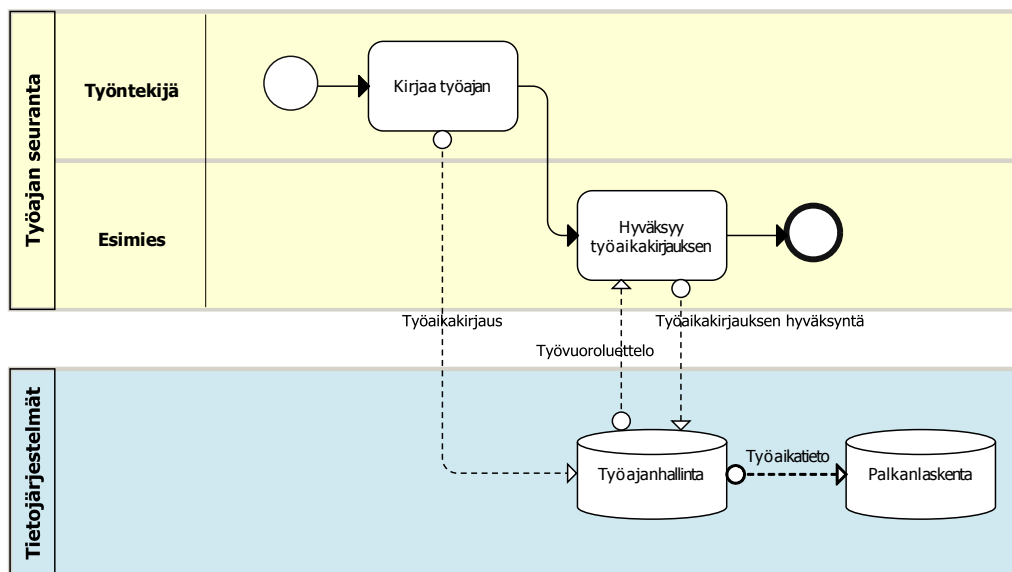 Työajan seuranta
Työntekijä
Kirjaa työajan
Esimies
Hyväksyy
työaikakirjauksen
Työaikakirjaus
Työaikakirjauksen hyväksyntä
Työvuoroluettelo
Tietojärjestelmät
Työajanhallinta
Työaikatieto
Palkanlaskenta